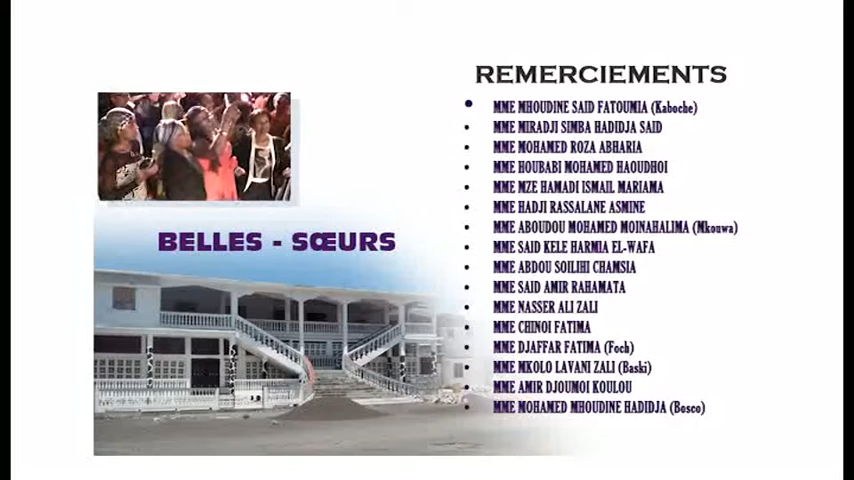 REMERCIEMENTS
• MME MHOUDINE SAID FATOUMIA (Kaboche)
• MME MIRADJI SIMBA HADIDJA SAID
• MME MOHAMED ROZA ABHARIA
• MME HOUBABI MOHAMED HAOUDHOI
• MME MZE HAMADI ISMAIL MARIAMA
• MME HADJI RASSALANE ASMINE
• MME ABOUDOU MOHAMED MOINAHALIMA (Mkouwa)
• MME SAID KELE HARMIA EL-WAFA
• MME ABDOU SOILIHI CHAMSIA
• MME SAID AMIR RAHAMATA
• MME NASSER ALI ZALI
• MME CHINOI FATIMA
• MME DJAFFAR FATIMA (Foch)
• MME MKOLO LAVANI ZALI (Baski)
• MME AMIR DJOUMOI KOULOU
• MME MOHAMED MHOUDINE HADIDJA (Bosco)
BELLES - SŒURS